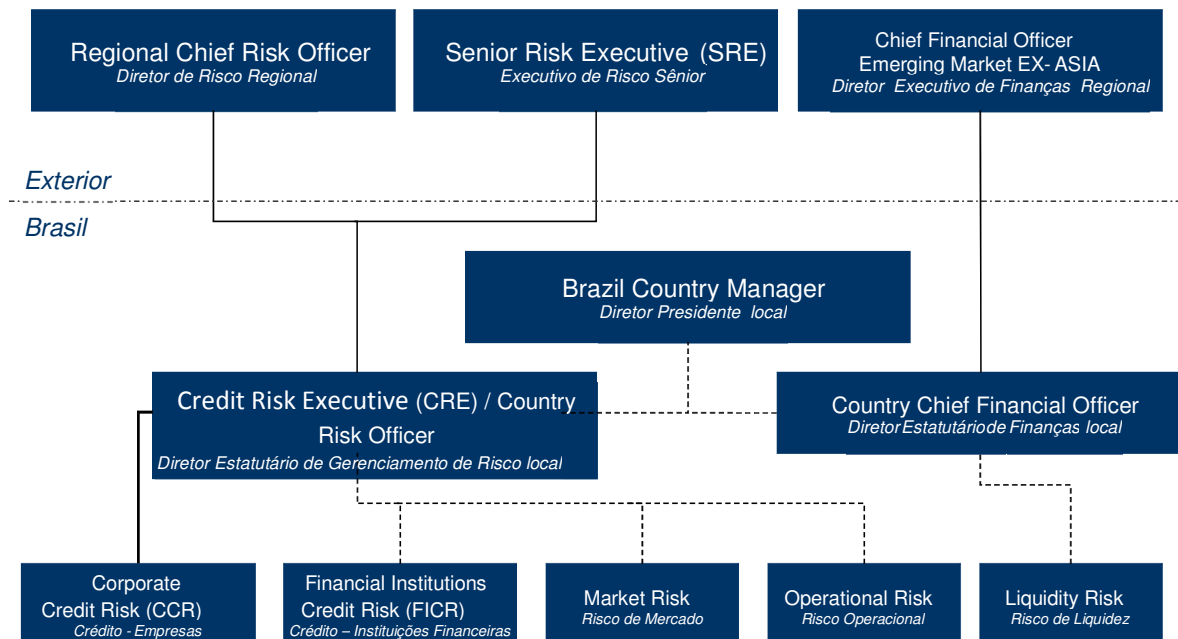 Regional Chief Risk Officer
Diretor de Risco Regional
Senior Risk Executive (SRE)
Executivo de Risco Sênior
Chief Financial Officer
Emerging Market EX- ASIA
Diretor Executivo de Finanças Regional
Exterior
Brasil
Brazil Country Manager
Diretor Presidente local
Credit Risk Executive (CRE) / Country
Risk Officer
Diretor Estatutário de Gerenciamento de Risco local
Country Chief Financial Officer
Diretor Estatutário de Finanças local
Corporate
Credit Risk (CCR)
Crédito - Empresas
Financial Institutions
Credit Risk (FICR)
Crédito – Instituições Financeiras
Market Risk
Risco de Mercado
Operational Risk
Risco Operacional
Liquidity Risk
Risco de Liquidez